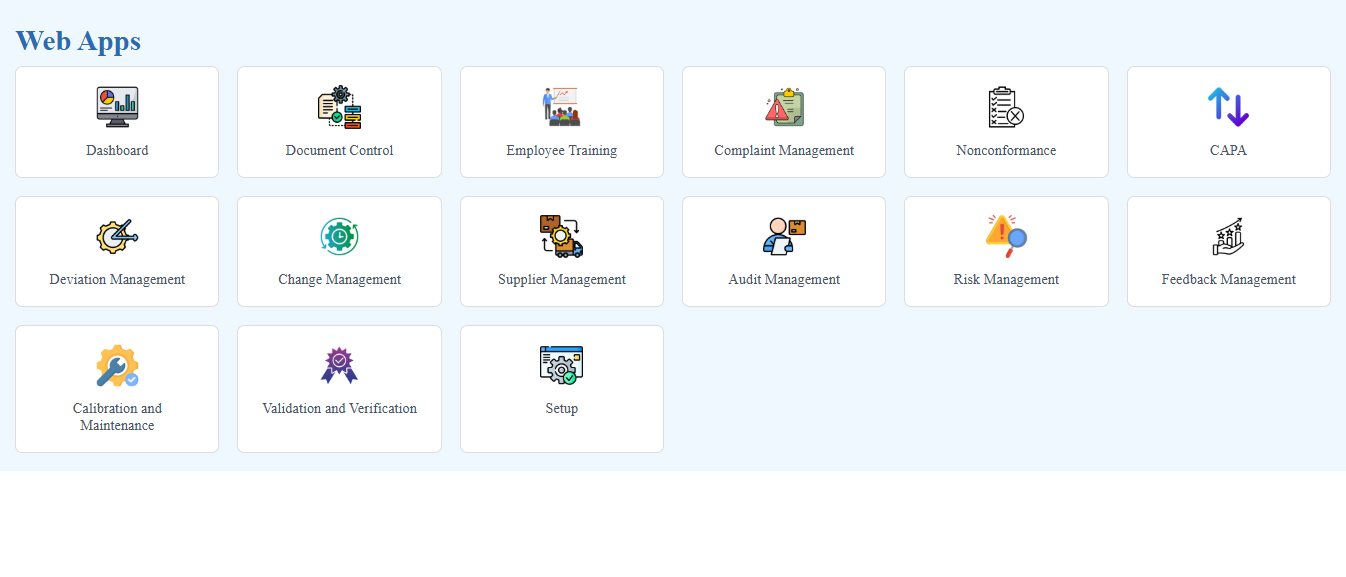 Web Apps
Dashboard
Document Control
Employee Training
Complaint Management
Nonconformance
CAPA
Deviation Management
Change Management
Supplier Management
Audit Management
Risk Management
Feedback Management
Calibration and
Maintenance
Validation and Verification
Setup